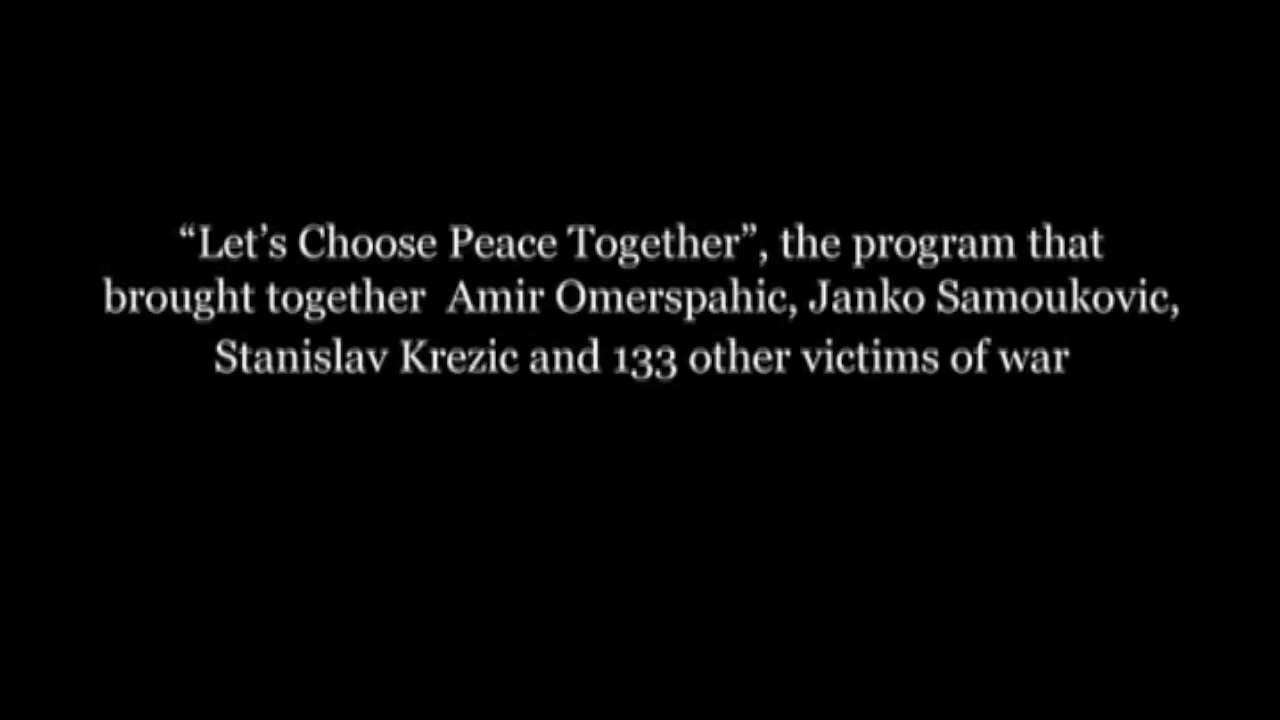 “Let’s Choose Peace Together”, the program that
brought together  Amir Omerspahic, Janko Samoukovic,
Stanislav Krezic and 133 other victims of war